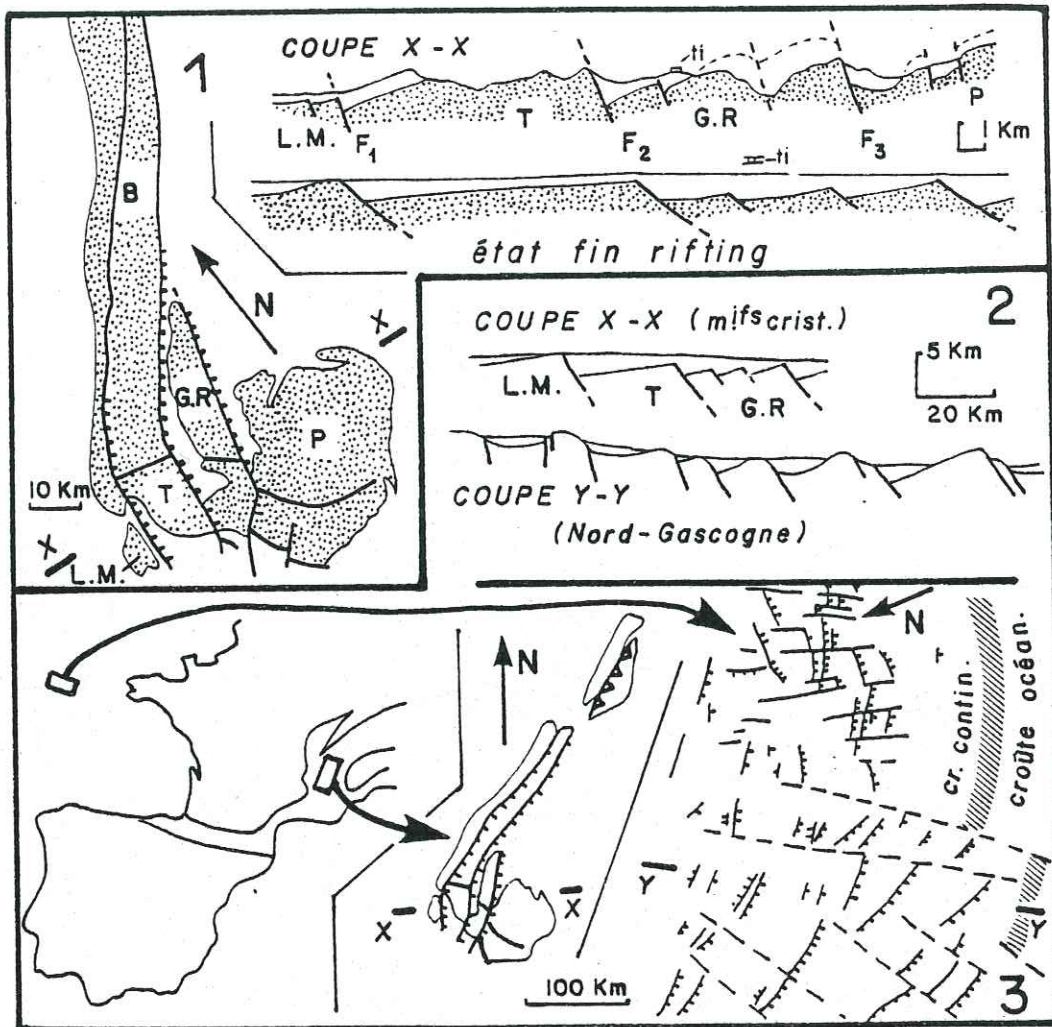 1
COUPE X - X
ti
L.M.
F1
T
F2
G.R
F3
P
1 Km
ti
état fin rifting
B
N
X
G.R
P
T
10 Km
X
L.M.
2
COUPE X - X (mifs crist.)
L.M.
T
G.R
5 Km
20 Km
COUPE Y - Y
(Nord - Gascogne)
N
X
X
100 Km
N
cr. contin.
croûte océan.
Y
Y
3